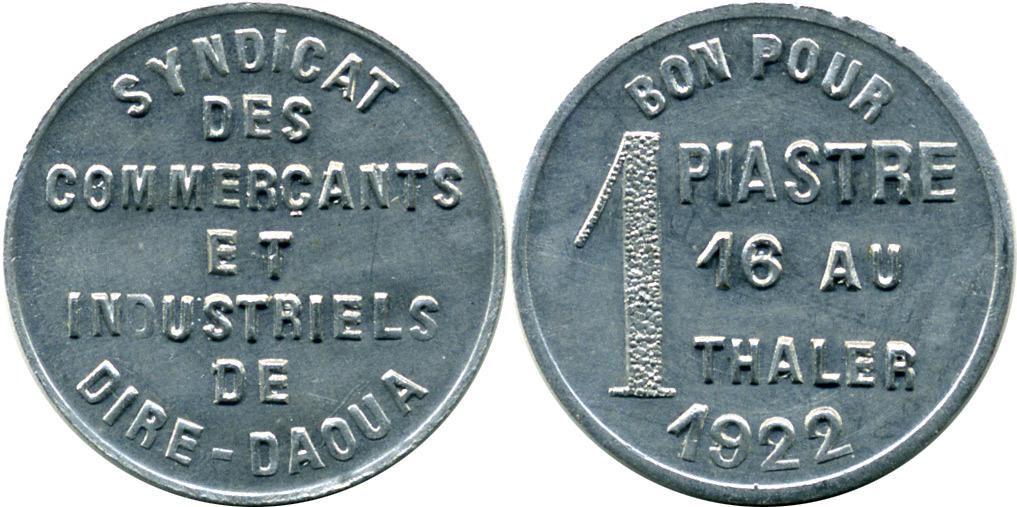 SYNDICAT
DES
COMMERÇANTS
ET
INDUSTRIELS
DE
DIRE-DAOUA
BON POUR
1 PIASTRE
16 AU
THALER
1922